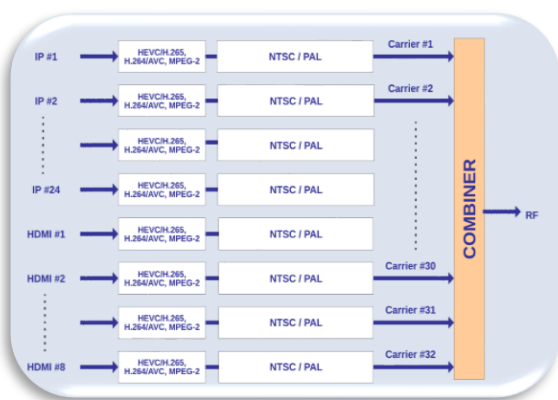 IP #1
HEVC/H.265,
H.264/AVC, MPEG-2
NTSC / PAL
Carrier #1
IP #2
HEVC/H.265,
H.264/AVC, MPEG-2
NTSC / PAL
Carrier #2
HEVC/H.265,
H.264/AVC, MPEG-2
NTSC / PAL
IP #24
HEVC/H.265,
H.264/AVC, MPEG-2
NTSC / PAL
HDMI #1
HEVC/H.265,
H.264/AVC, MPEG-2
NTSC / PAL
HDMI #2
HEVC/H.265,
H.264/AVC, MPEG-2
NTSC / PAL
Carrier #30
HEVC/H.265,
H.264/AVC, MPEG-2
NTSC / PAL
Carrier #31
HDMI #8
HEVC/H.265,
H.264/AVC, MPEG-2
NTSC / PAL
Carrier #32
COMBINER
RF